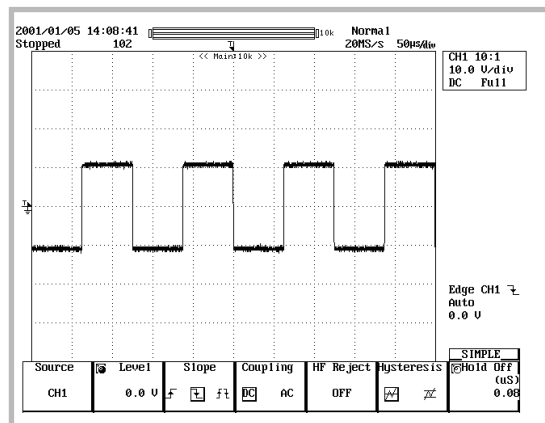 2001/01/05 14:08:41 10k Normal
Stopped 102 20MS/s 50µs/div
<< Main:10k >>
CH1 10:1
10.0 V/div
DC Full
T
T
Edge CH1
Auto
0.0 V
SIMPLE
Source Level Slope Coupling HF Reject Hysteresis Hold Off
(uS)
CH1 0.0 V DC AC OFF 0.08